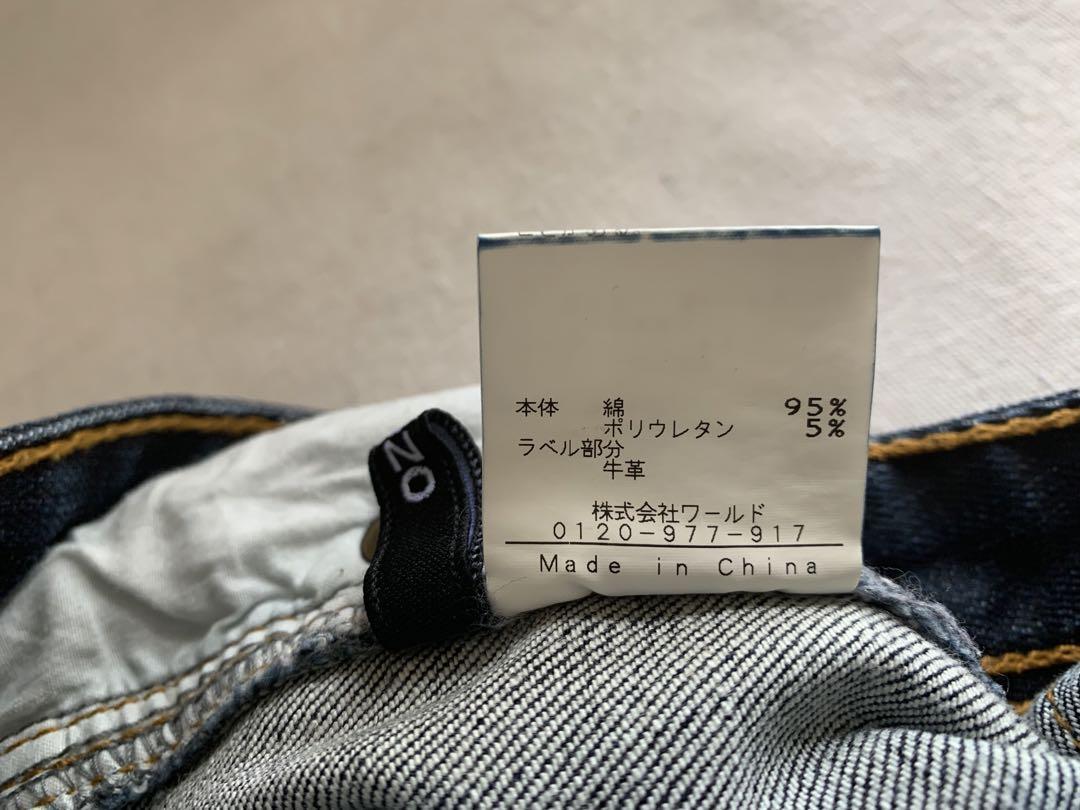 本体 綿 95%
ポリウレタン 5%
ラベル部分
牛革
株式会社ワールド
0120-977-917
Made in China
NO